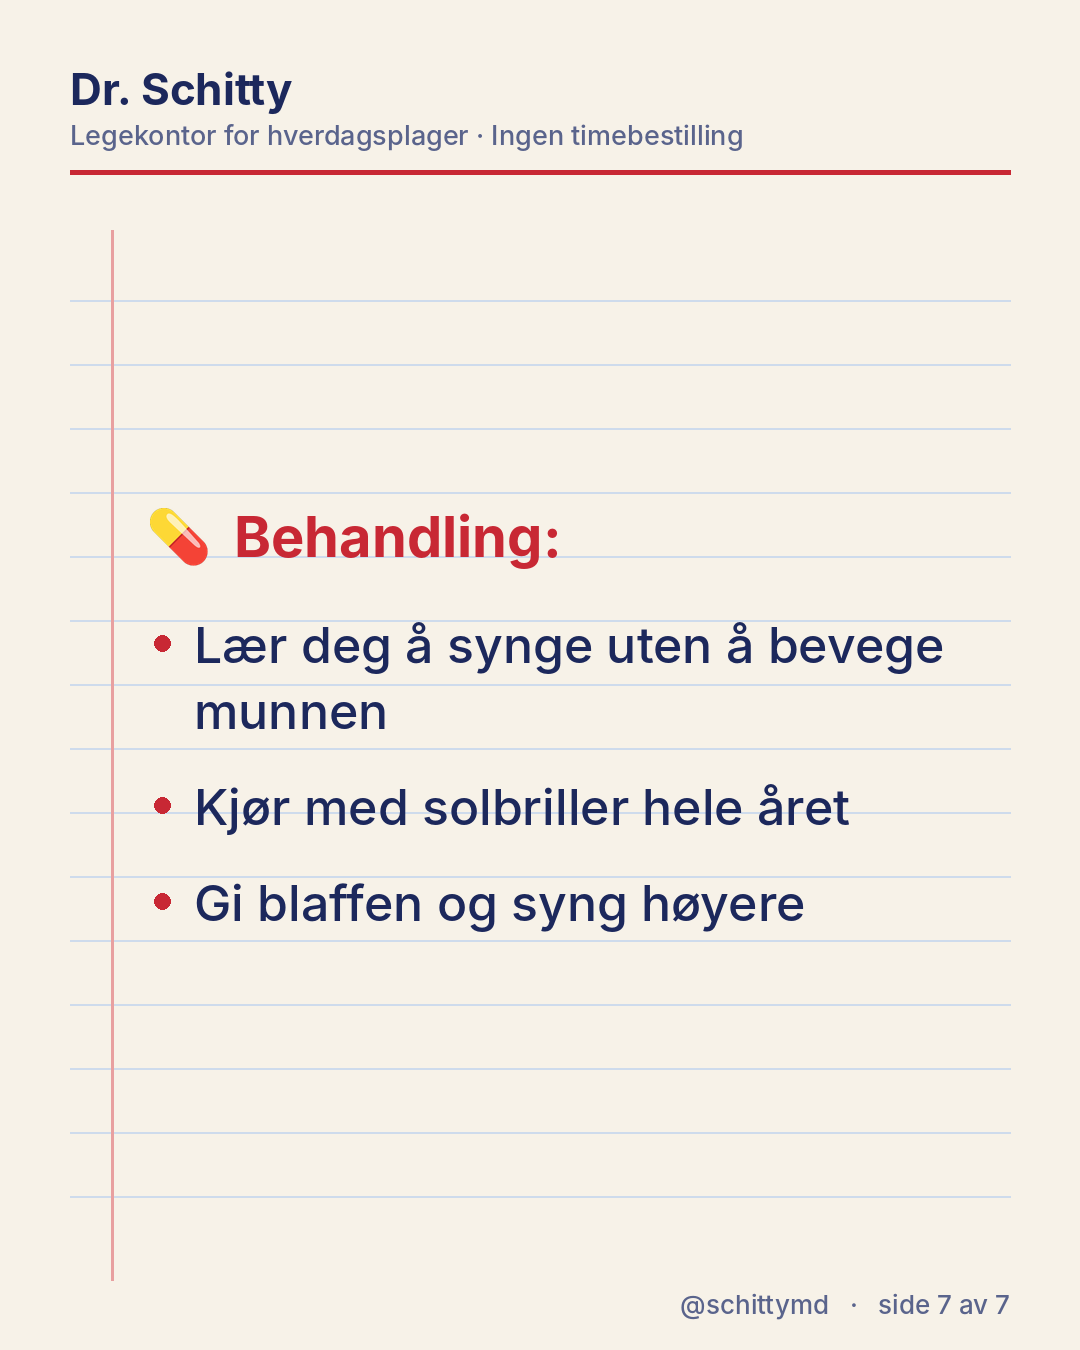 Dr. Schitty
Legekontor for hverdagsplager · Ingen timebestilling
💊 Behandling:
• Lær deg å synge uten å bevege
munnen
• Kjør med solbriller hele året
• Gi blaffen og syng høyere
@schittymd · side 7 av 7